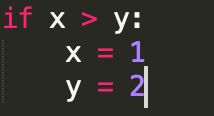 if x > y:
    x = 1
    y = 2